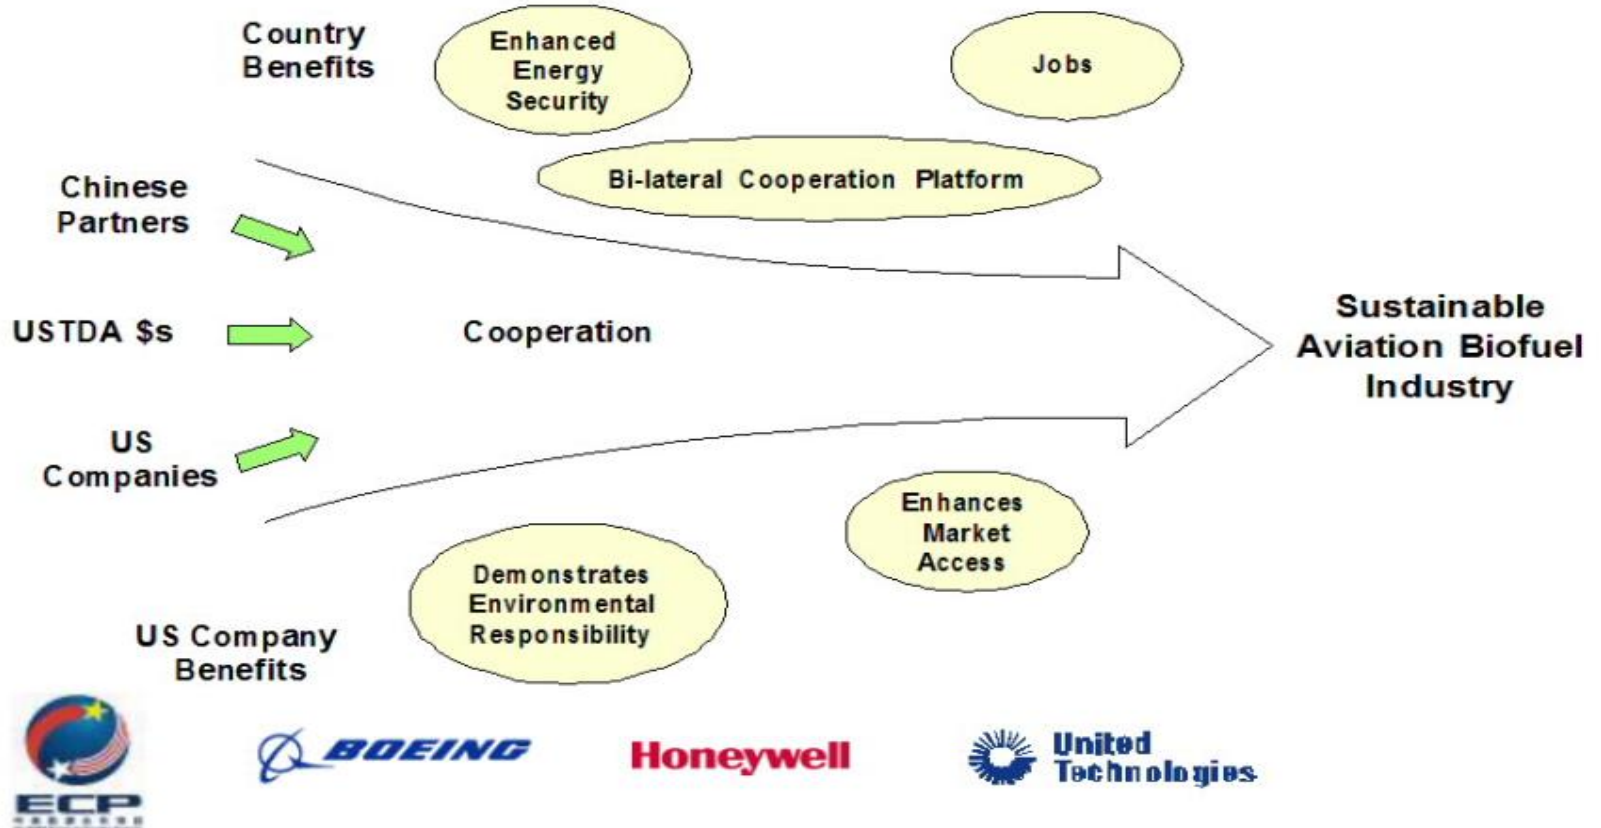 Country
Benefits
Enhanced
Energy
Security
Jobs
Bi-lateral Cooperation Platform
Chinese
Partners
USTDA $s
Cooperation
US
Companies
Sustainable
Aviation Biofuel
Industry
Enhances
Market
Access
Demonstrates
Environmental
Responsibility
US Company
Benefits
ECP
BOEING
Honeywell
United
Technologies